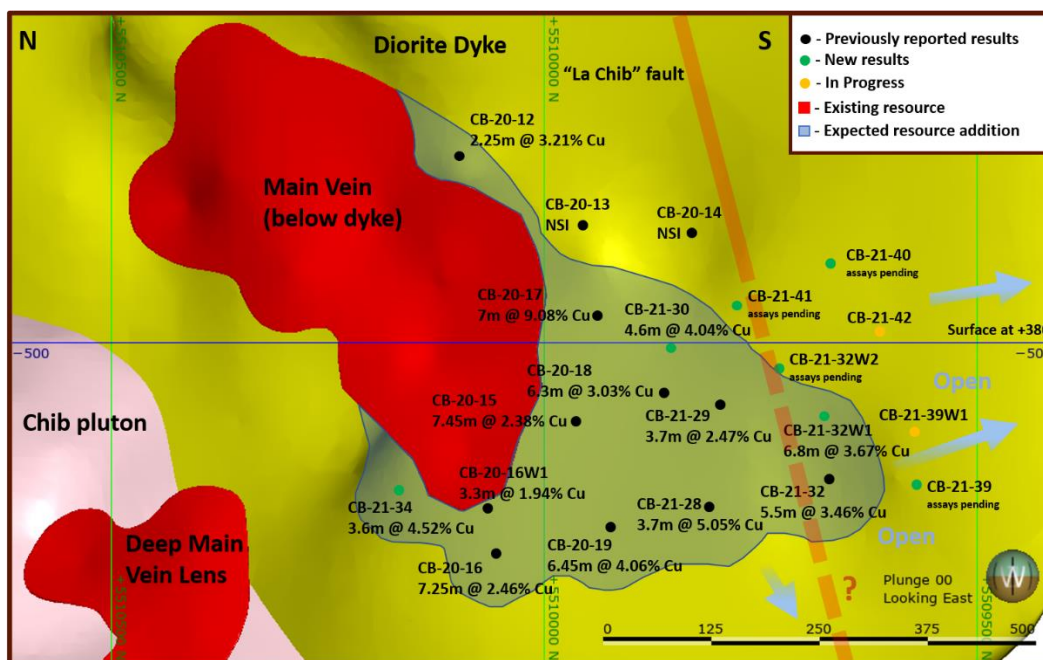 N
Diorite Dyke
S
+5510500 N
+5510000 N
+5509500 N
- Previously reported results
- New results
- In Progress
- Existing resource
- Expected resource addition
“La Chib” fault
CB-20-12
2.25m @ 3.21% Cu
Main Vein
(below dyke)
CB-20-13
NSI
CB-20-14
NSI
CB-21-40
assays pending
CB-20-17
7m @ 9.08% Cu
CB-21-30
4.6m @ 4.04% Cu
CB-21-41
assays pending
CB-21-42
Surface at +380
-500
-50
CB-21-32W2
assays pending
Open
CB-20-18
6.3m @ 3.03% Cu
CB-20-15
7.45m @ 2.38% Cu
CB-21-29
3.7m @ 2.47% Cu
CB-21-32W1
6.8m @ 3.67% Cu
CB-21-39W1
Chib pluton
CB-20-16W1
3.3m @ 1.94% Cu
CB-21-34
3.6m @ 4.52% Cu
CB-21-28
3.7m @ 5.05% Cu
CB-21-32
5.5m @ 3.46% Cu
CB-21-39
assays pending
Open
Deep Main
Vein Lens
CB-20-16
7.25m @ 2.46% Cu
CB-20-19
6.45m @ 4.06% Cu
?
Plunge 00
Looking East
W
0 125 250 375 500